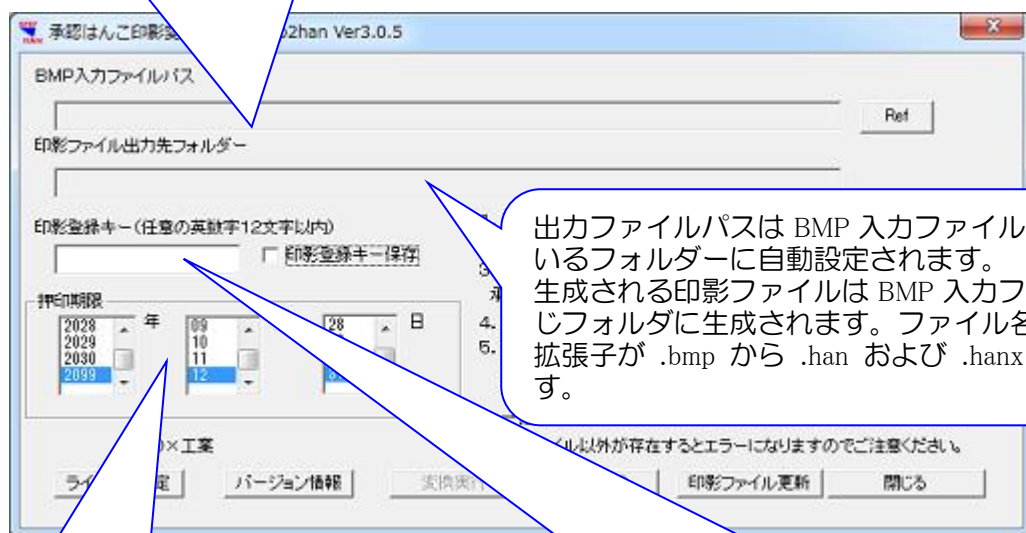 承認はんこ印影 2han Ver3.0.5
BMP入力ファイルパス
Ref
印影ファイル出力先フォルダー
印影登録キー(任意の英数字12文字以内)
印影登録キー保存
押印期限
2028 年 09 28 日
2029 10
2030 11
2099 12
3
4.
5.
出力ファイルパスは BMP 入力ファイル
いるフォルダーに自動設定されます。
生成される印影ファイルは BMP 入力フ
じフォルダに生成されます。ファイル名
拡張子が .bmp から .han および .hanx
す。
×工業
イル以外が存在するとエラーになりますのでご注意ください。
バージョン情報
印影ファイル更新 閉じる